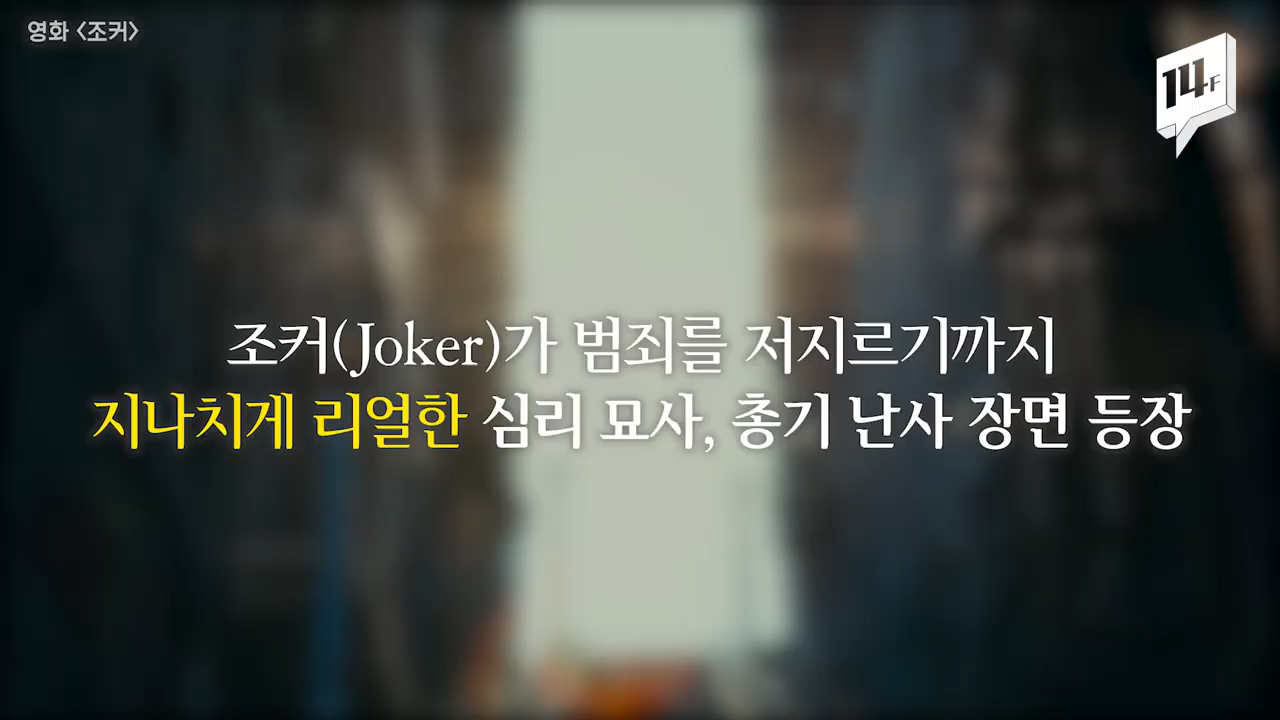 영화 <조커>
14F
조커(Joker)가 범죄를 저지르기까지
지나치게 리얼한 심리 묘사, 총기 난사 장면 등장